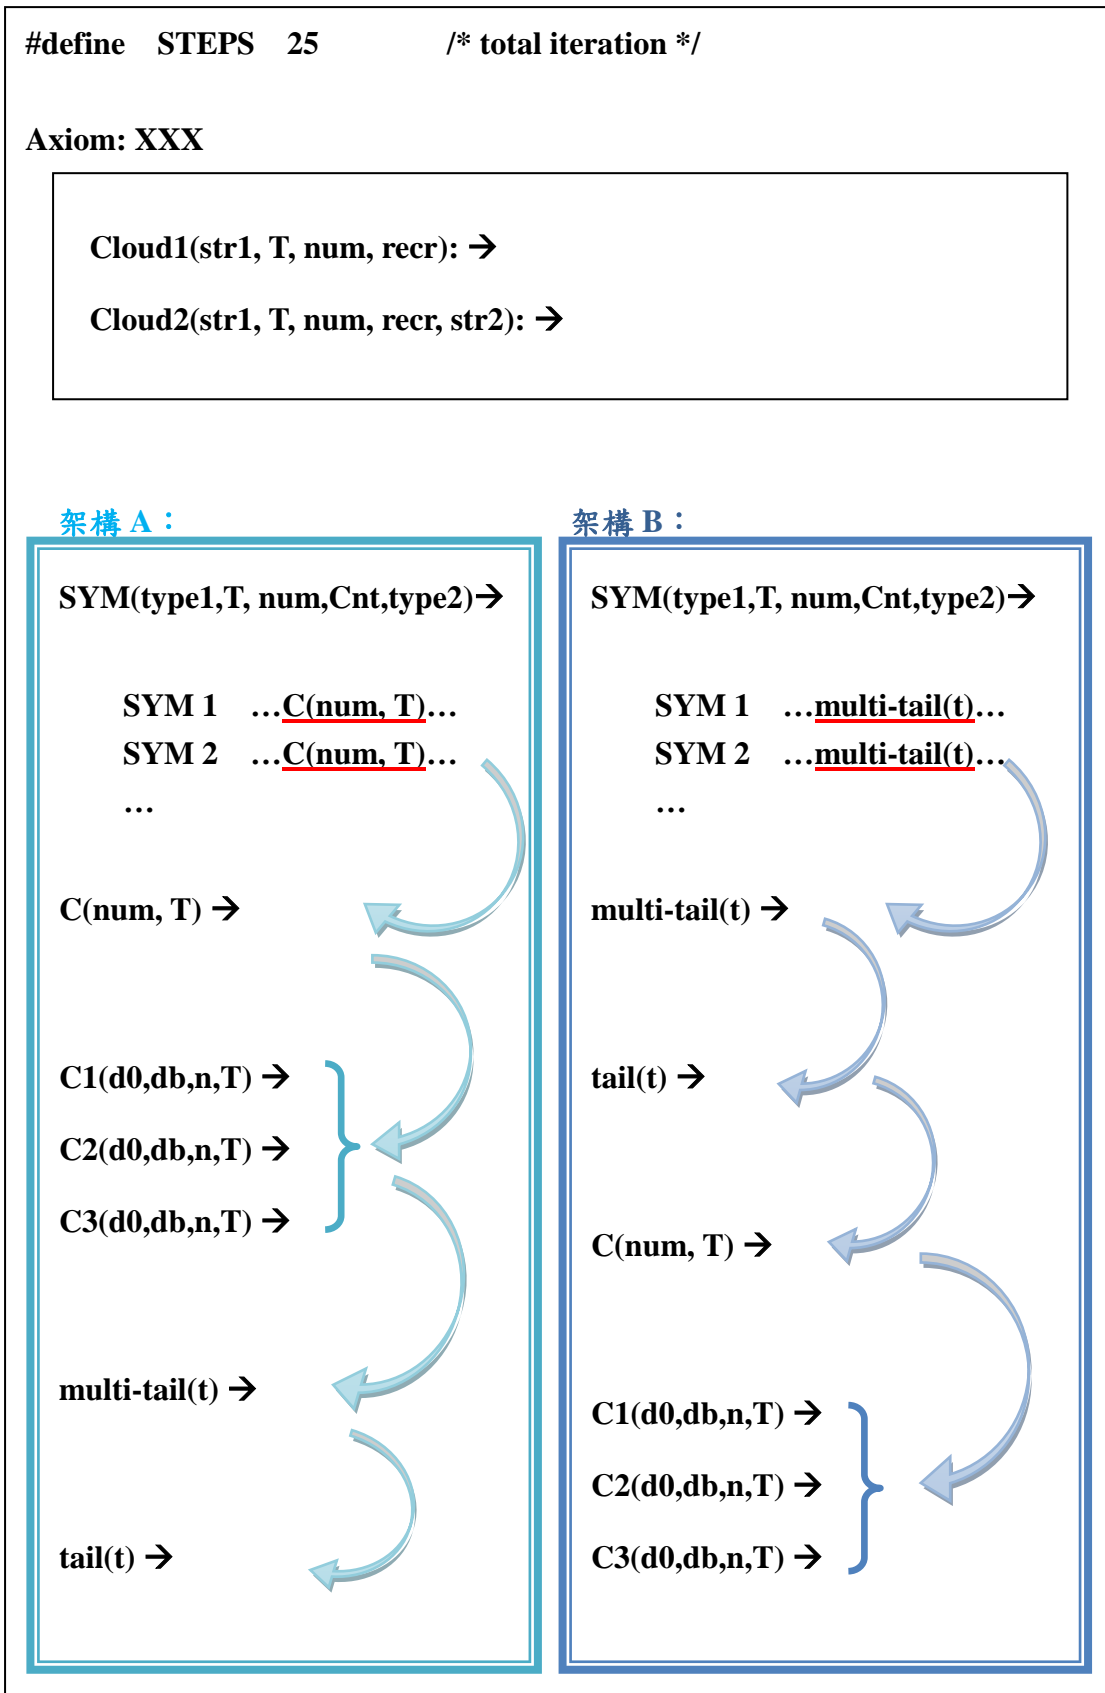 #define STEPS 25 /* total iteration */
Axiom: XXX
Cloud1(str1, T, num, recr): →
Cloud2(str1, T, num, recr, str2): →
架構 A：
SYM(type1,T, num,Cnt,type2)→
SYM 1 …C(num, T)…
SYM 2 …C(num, T)…
…
C(num, T) →
C1(d0,db,n,T) →
C2(d0,db,n,T) →
C3(d0,db,n,T) →
multi-tail(t) →
tail(t) →
架構 B：
SYM(type1,T, num,Cnt,type2)→
SYM 1 …multi-tail(t)…
SYM 2 …multi-tail(t)…
…
multi-tail(t) →
tail(t) →
C(num, T) →
C1(d0,db,n,T) →
C2(d0,db,n,T) →
C3(d0,db,n,T) →